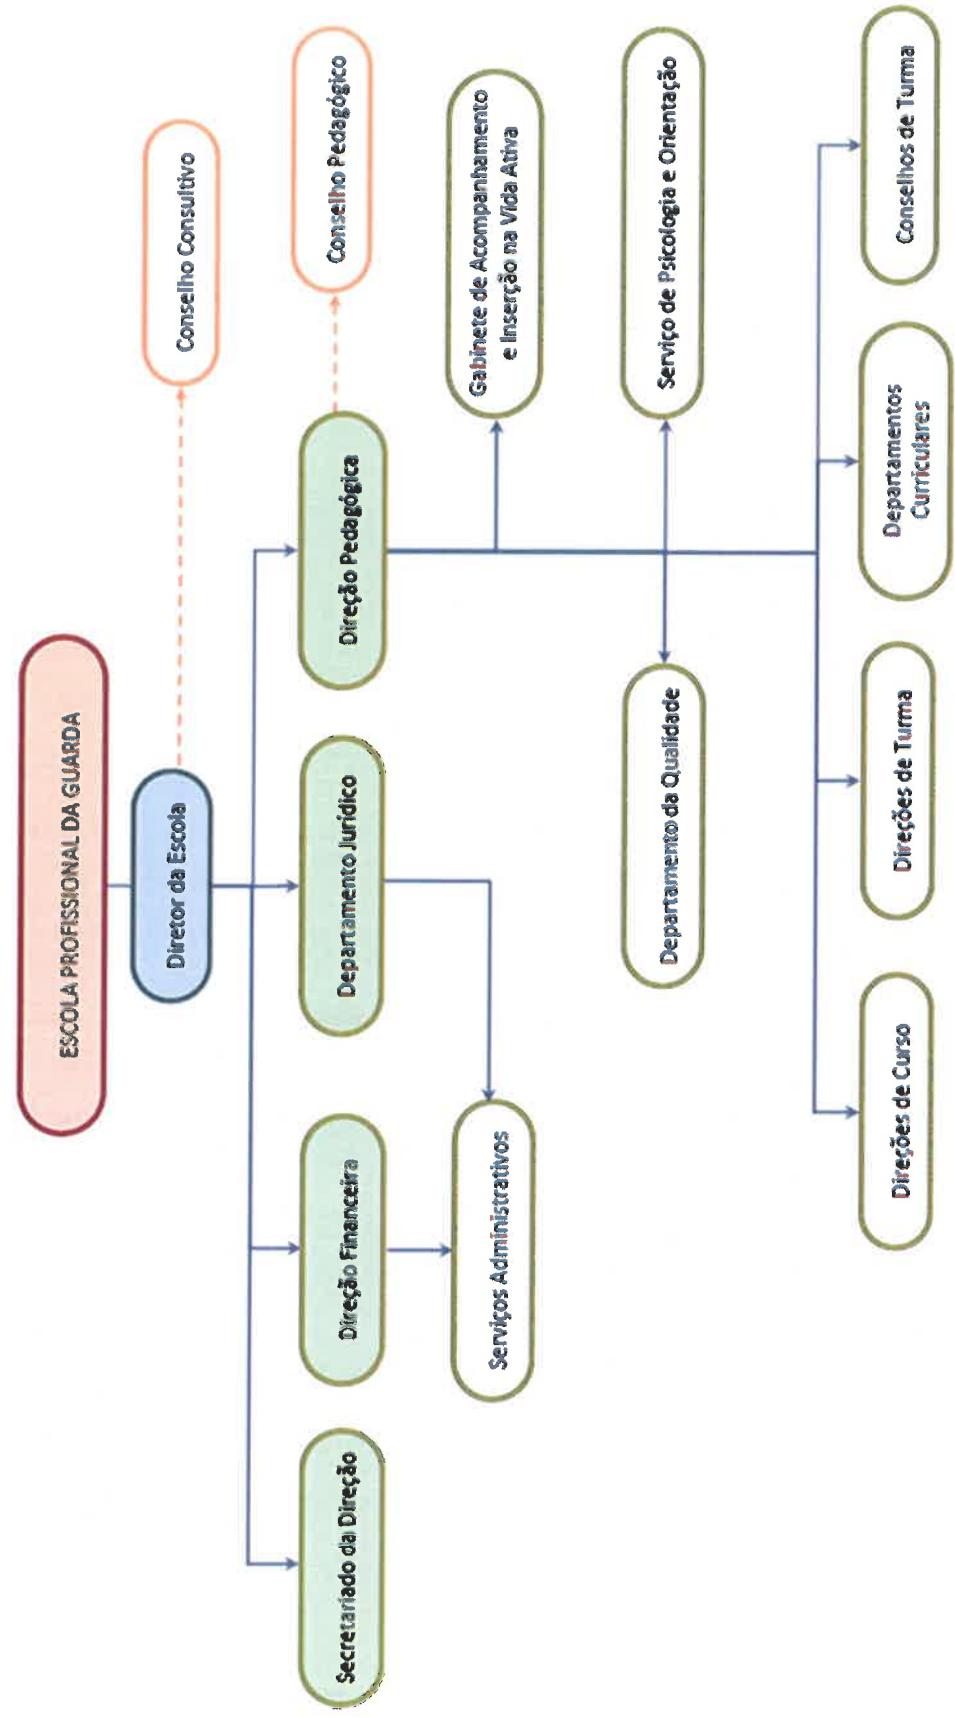 ESCOLA PROFISSIONAL DA GUARDA
Diretor da Escola
Conselho Consultivo
Secretariado da Direção
Direção Financeira
Departamento Jurídico
Direção Pedagógica
Conselho Pedagógico
Serviços Administrativos
Gabinete de Acompanhamento
e Inserção na Vida Ativa
Departamento da Qualidade
Serviço de Psicologia e Orientação
Direções de Curso
Direções de Turma
Departamentos
Curriculares
Conselhos de Turma